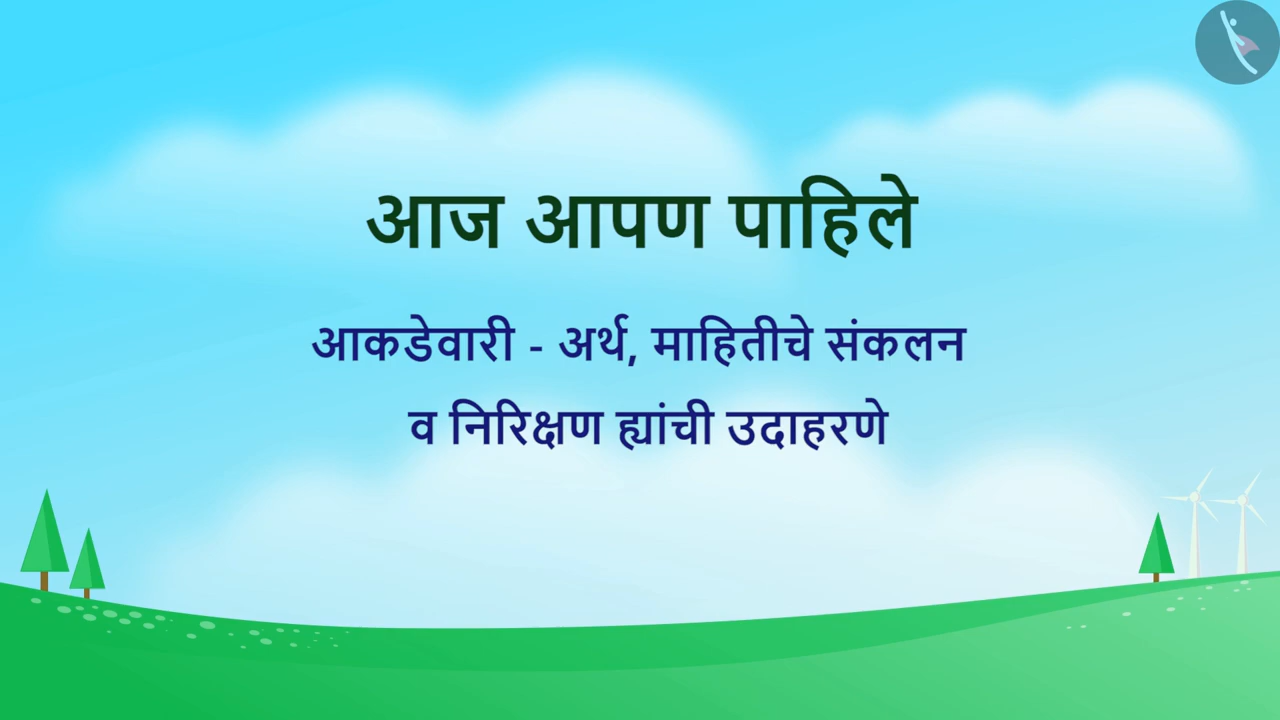 आज आपण पाहिले
आकडेवारी - अर्थ, माहितीचे संकलन
व निरिक्षण ह्यांची उदाहरणे